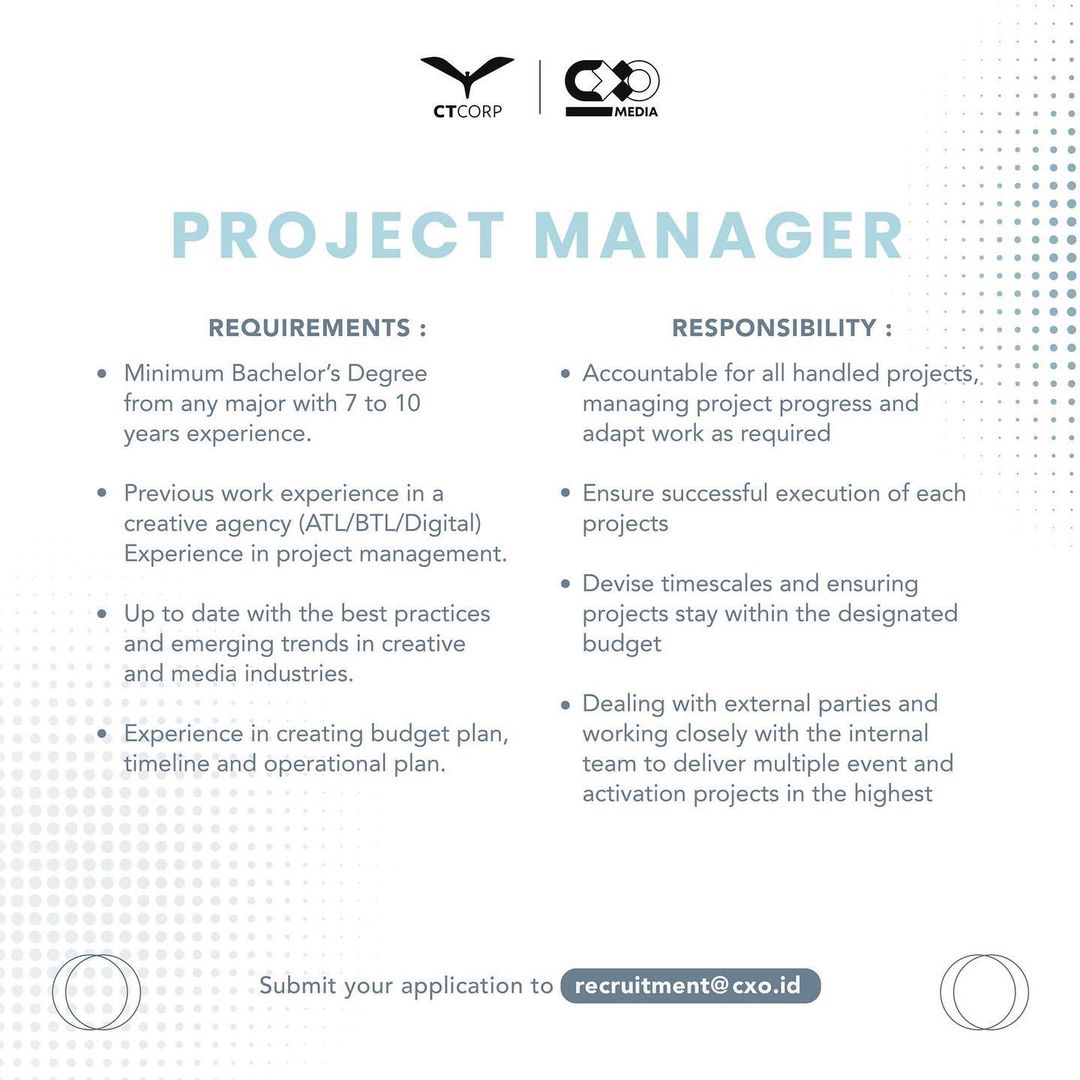 CTCORP
CXO
MEDIA
PROJECT MANAGER
REQUIREMENTS :
• Minimum Bachelor's Degree
from any major with 7 to 10
years experience.
• Previous work experience in a
creative agency (ATL/BTL/Digital)
Experience in project management.
• Up to date with the best practices
and emerging trends in creative
and media industries.
• Experience in creating budget plan,
timeline and operational plan.
RESPONSIBILITY :
• Accountable for all handled projects,
managing project progress and
adapt work as required
• Ensure successful execution of each
projects
• Devise timescales and ensuring
projects stay within the designated
budget
• Dealing with external parties and
working closely with the internal
team to deliver multiple event and
activation projects in the highest
Submit your application to recruitment@cxo.id